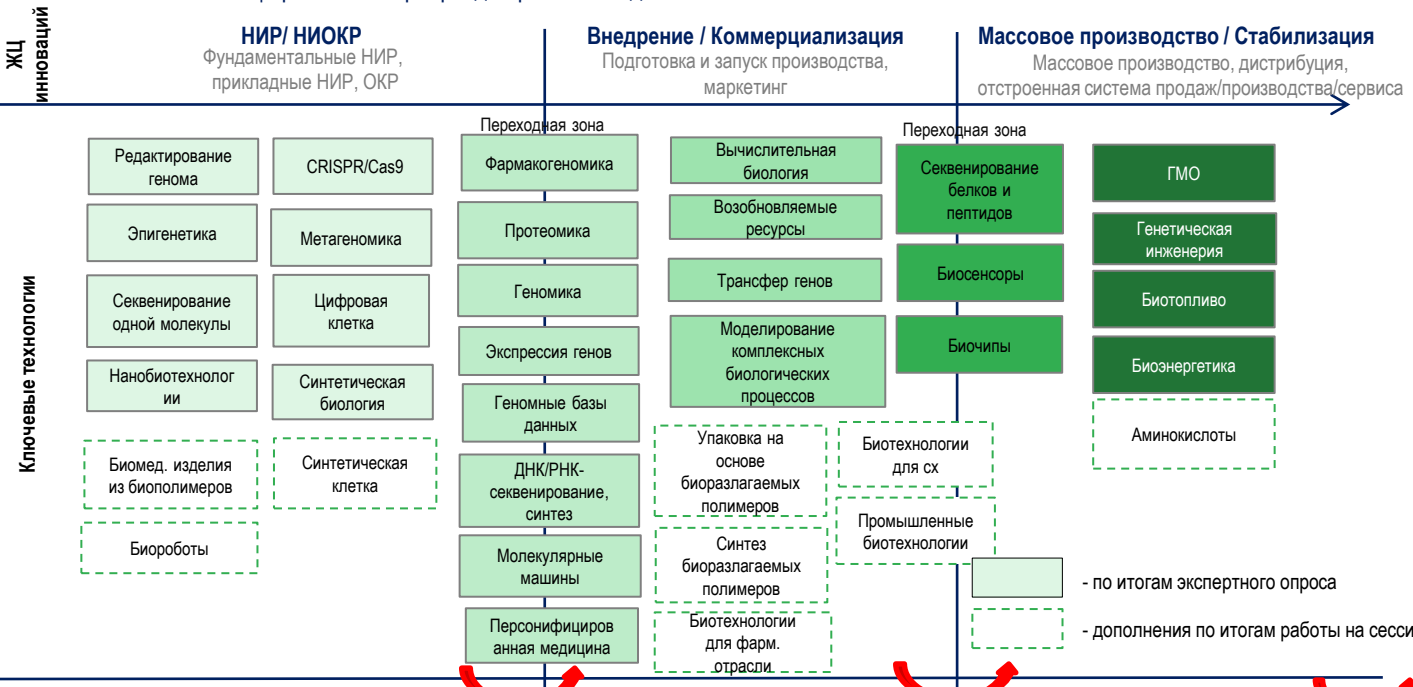 ЖЦ
инноваций
НИР/ НИОКР
Фундаментальные НИР,
прикладные НИР, ОКР
Внедрение / Коммерциализация
Подготовка и запуск производства,
маркетинг
Массовое производство / Стабилизация
Массовое производство, дистрибуция,
отстроенная система продаж/производства/сервиса
Ключевые технологии
Редактирование
генома
Эпигенетика
Секвенирование
одной молекулы
Нанобиотехнолог
ии
Биомед. изделия
из биополимеров
Биороботы
CRISPR/Cas9
Метагеномика
Цифровая
клетка
Синтетическая
биология
Синтетическая
клетка
Переходная зона
Фармакогеномика
Протеомика
Геномика
Экспрессия генов
Геномные базы
данных
ДНК/РНК-
секвенирование,
синтез
Молекулярные
машины
Персонифициров
анная медицина
Вычислительная
биология
Возобновляемые
ресурсы
Трансфер генов
Моделирование
комплексных
биологических
процессов
Упаковка на
основе
биоразлагаемых
полимеров
Синтез
биоразлагаемых
полимеров
Биотехнологии
для фарм.
отрасли
Переходная зона
Секвенирование
белков и
пептидов
Биосенсоры
Биочипы
Биотехнологии
для сх
Промышленные
биотехнологии
ГМО
Генетическая
инженерия
Биотопливо
Биоэнергетика
Аминокислоты
- по итогам экспертного опроса
- дополнения по итогам работы на сесси